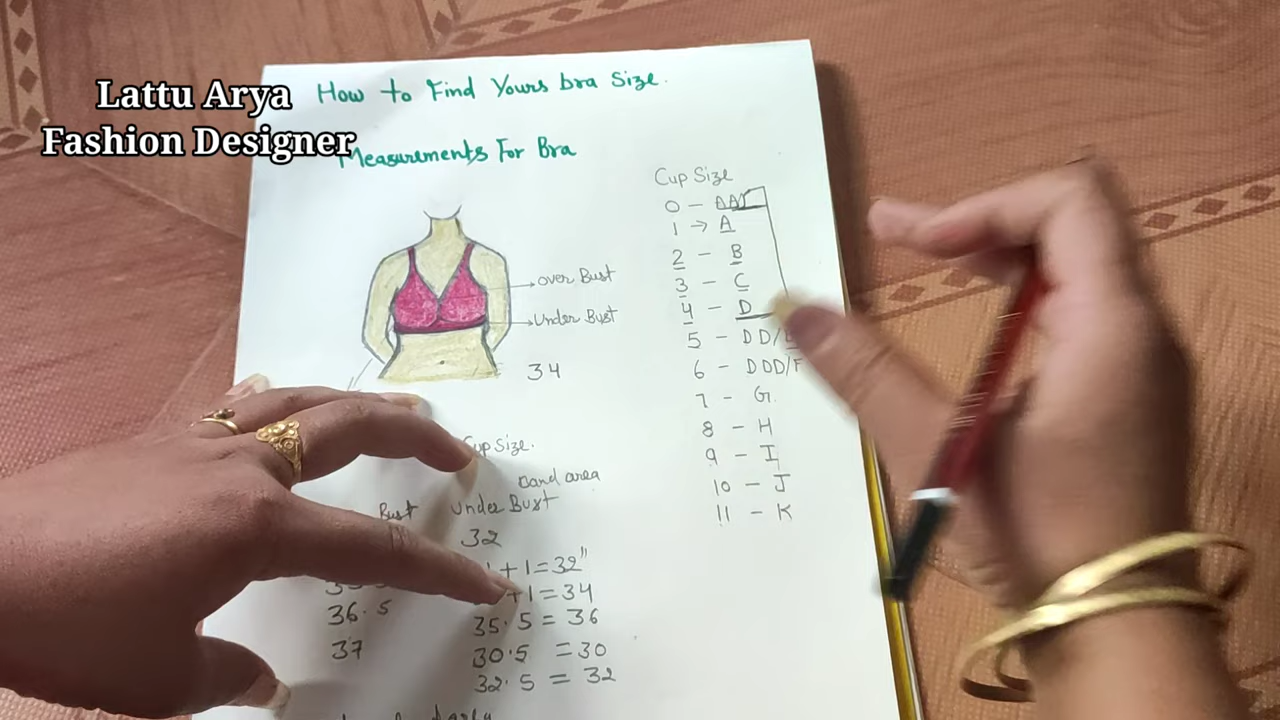 Lattu Arya
Fashion Designer
How to Find Yours bra Size.
Measurements For Bra
over Bust
Under Bust
34
Cup Size
0 - AA
1 → A
2 - B
3 - C
4 - D
5 - DD/
6 - DDD/F
7 - G
8 - H
9 - I
10 - J
11 - K
Cup Size.
band area
Bust Under Bust
32
+1=32"
+1=34
36.5 35.5=36
37 30.5 =30
32.5 = 32